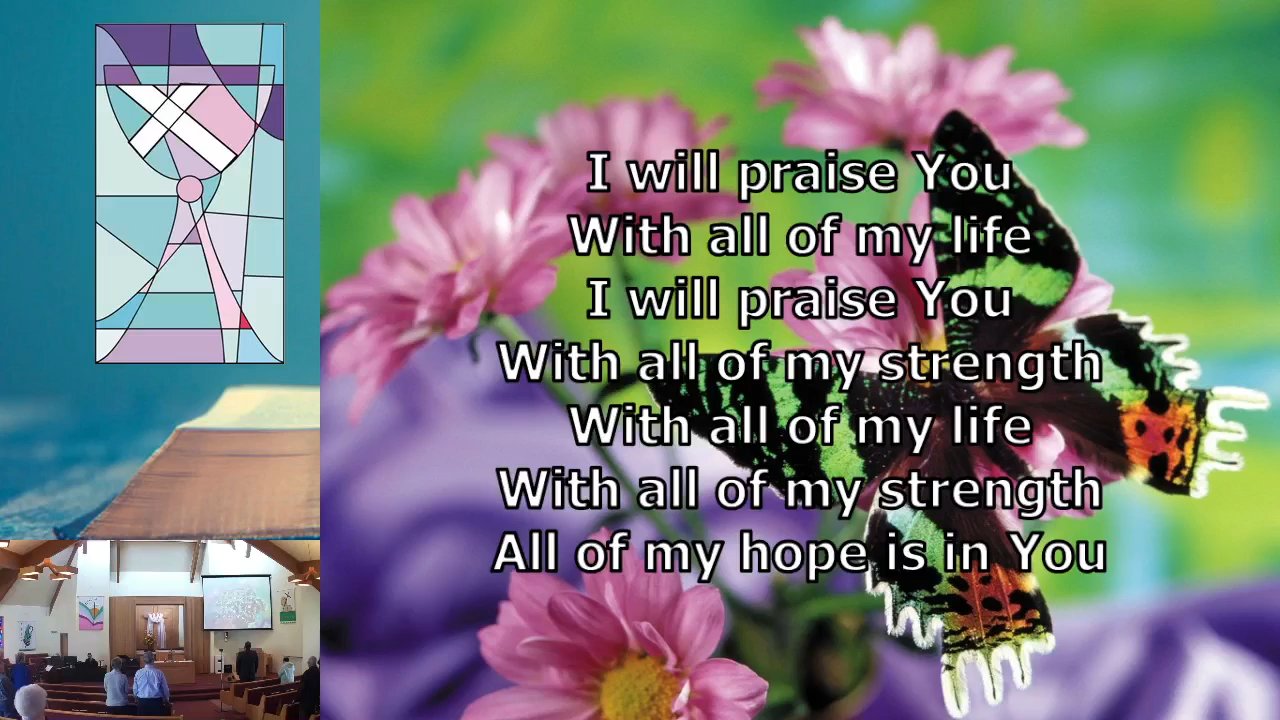 I will praise You
With all of my life
I will praise You
With all of my strength
With all of my life
With all of my strength
All of my hope is in You